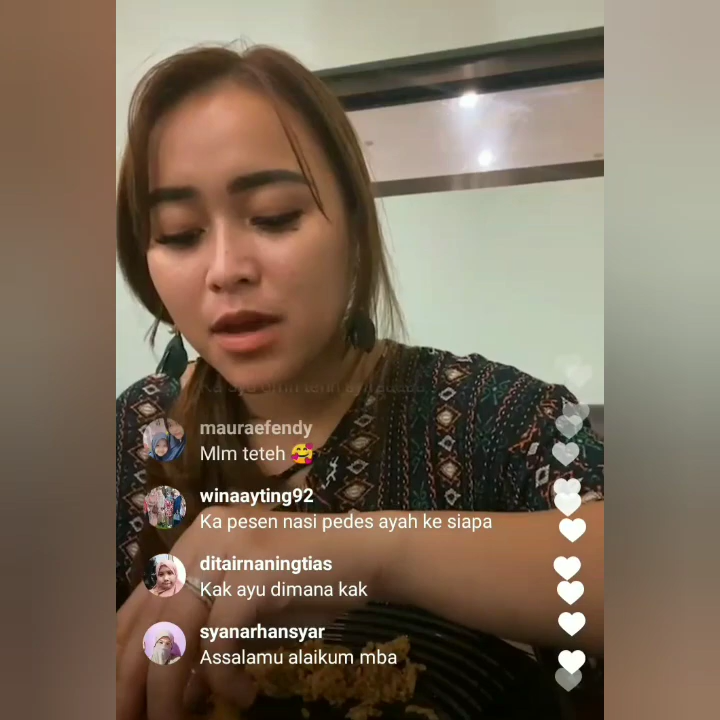 mauraefendy
Mlm teteh 🥰
winaayting92
Ka pesen nasi pedes ayah ke siapa
ditairnaningtias
Kak ayu dimana kak
syanarhansyar
Assalamu alaikum mba